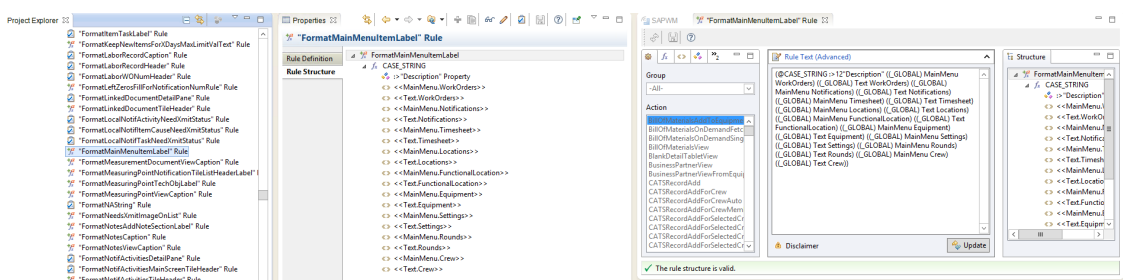 Project Explorer
"FormatItemTaskLabel" Rule
"FormatKeepNewItemsForXDaysMaxLimitValText" Rule
"FormatLaborRecordCaption" Rule
"FormatLaborRecordHeader" Rule
"FormatLaborWONumHeader" Rule
"FormatLeftZerosFillForNotificationNumRule" Rule
"FormatLinkedDocumentDetailPane" Rule
"FormatLinkedDocumentTileHeader" Rule
"FormatLocalNotifActivityNeedXmitStatus" Rule
"FormatLocalNotifItemCauseNeedXmitStatus" Rule
"FormatLocalNotifTaskNeedXmitStatus" Rule
"FormatMainMenuItemLabel" Rule
"FormatMeasurementDocumentViewCaption" Rule
"FormatMeasuringPointNotificationTileListHeaderLabel" I
"FormatMeasuringPointTechObjLabel" Rule
"FormatMeasuringPointViewCaption" Rule
"FormatNAString" Rule
"FormatNeedsXmitImageOnList" Rule
"FormatNotesAddNoteSectionLabel" Rule
"FormatNotesCaption" Rule
"FormatNotesViewCaption" Rule
"FormatNotifActivitiesDetailPane" Rule
"FormatNotifActivitiesMainScreenTileHeader" Rule
"FormatNotifActivitiesTileHeader" Rule
Properties
"FormatMainMenuItemLabel" Rule
Rule Definition
Rule Structure
FormatMainMenuItemLabel
CASE_STRING
:>"Description" Property
<<MainMenu.WorkOrders>>
<<Text.WorkOrders>>
<<MainMenu.Notifications>>
<<Text.Notifications>>
<<MainMenu.Timesheet>>
<<Text.Timesheet>>
<<MainMenu.Locations>>
<<Text.Locations>>
<<MainMenu.FunctionalLocation>>
<<Text.FunctionalLocation>>
<<MainMenu.Equipment>>
<<Text.Equipment>>
<<MainMenu.Settings>>
<<Text.Settings>>
<<MainMenu.Rounds>>
<<Text.Rounds>>
<<MainMenu.Crew>>
<<Text.Crew>>
SAPWM
"FormatMainMenuItemLabel" Rule
Group
-All-
Action
BillOfMaterialsAddToEquipme
BillOfMaterialsOnDemandFetc
BillOfMaterialsOnDemandSing
BillOfMaterialsView
BlankDetailTabletView
BusinessPartnerView
BusinessPartnerViewFromEquip
CATSRecordAdd
CATSRecordAddForCrew
CATSRecordAddForCrewAuto
CATSRecordAddForCrewMem
CATSRecordAddForSelectedCr
CATSRecordAddForSelectedCr
CATSRecordAddForSelectedCr
CATSRecordAddForSelectedCr
Rule Text (Advanced)
(@CASE_STRING :> 12"Description" ((_GLOBAL) MainMenu
WorkOrders) ((_GLOBAL) Text WorkOrders) ((_GLOBAL)
MainMenu Notifications) ((_GLOBAL) Text Notifications)
((_GLOBAL) MainMenu Timesheet) ((_GLOBAL) Text Timesheet)
((_GLOBAL) MainMenu Locations) ((_GLOBAL) Text Locations)
((_GLOBAL) MainMenu FunctionalLocation) ((_GLOBAL) Text
FunctionalLocation) ((_GLOBAL) MainMenu Equipment)
((_GLOBAL) Text Equipment) ((_GLOBAL) MainMenu Settings)
((_GLOBAL) Text Settings) ((_GLOBAL) MainMenu Rounds)
((_GLOBAL) Text Rounds) ((_GLOBAL) MainMenu Crew)
((_GLOBAL) Text Crew))
Disclaimer
Update
Structure
FormatMainMenuItem
CASE_STRING
:>"Description"
<<MainMenu.
<<Text.WorkO
<<MainMenu.
<<Text.Notific
<<MainMenu.
<<Text.Timesh
<<MainMenu.
<<Text.Locatio
<<MainMenu.
<<Text.Functio
<<MainMenu.
<<Text.Equipm
The rule structure is valid.